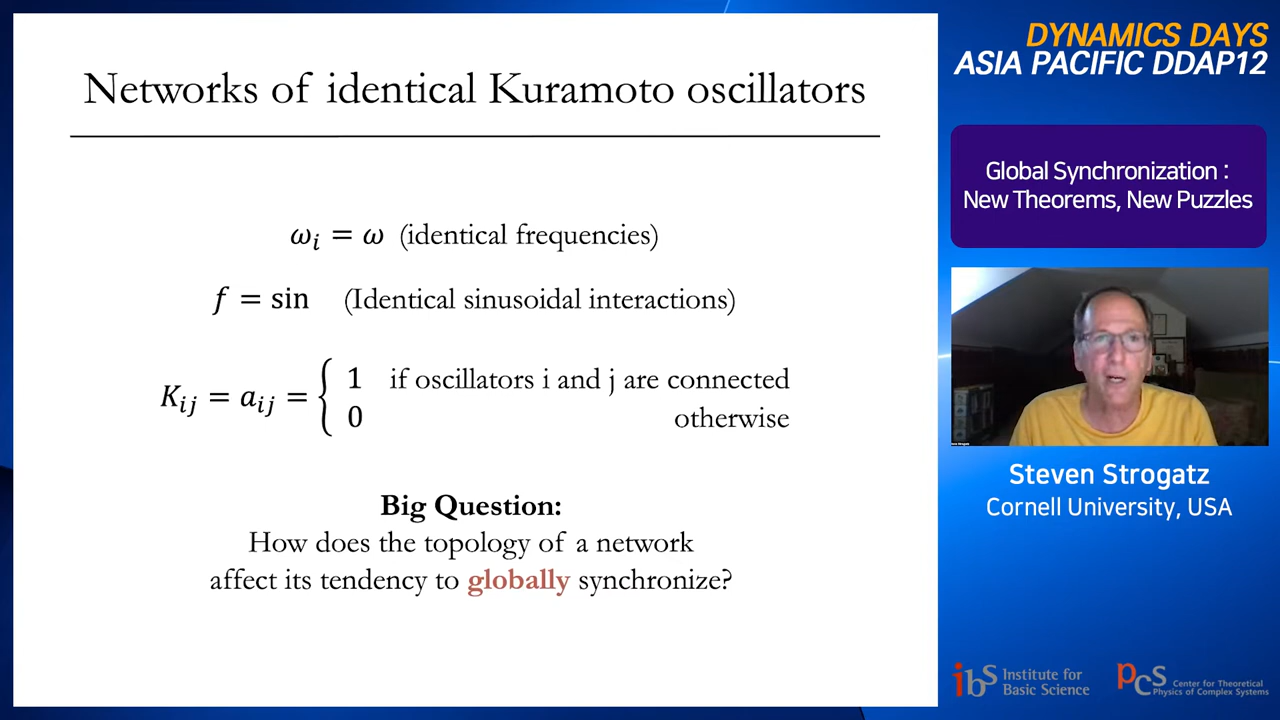 Networks of identical Kuramoto oscillators
ωᵢ = ω (identical frequencies)
f = sin (Identical sinusoidal interactions)
Kᵢⱼ = aᵢⱼ = { 1 if oscillators i and j are connected
0 otherwise
Big Question:
How does the topology of a network
affect its tendency to globally synchronize?
DYNAMICS DAYS
ASIA PACIFIC DDAP12
Global Synchronization :
New Theorems, New Puzzles
Steven Strogatz
Cornell University, USA
ibS Institute for
Basic Science
PCS Center for Theoretical
Physics of Complex Systems